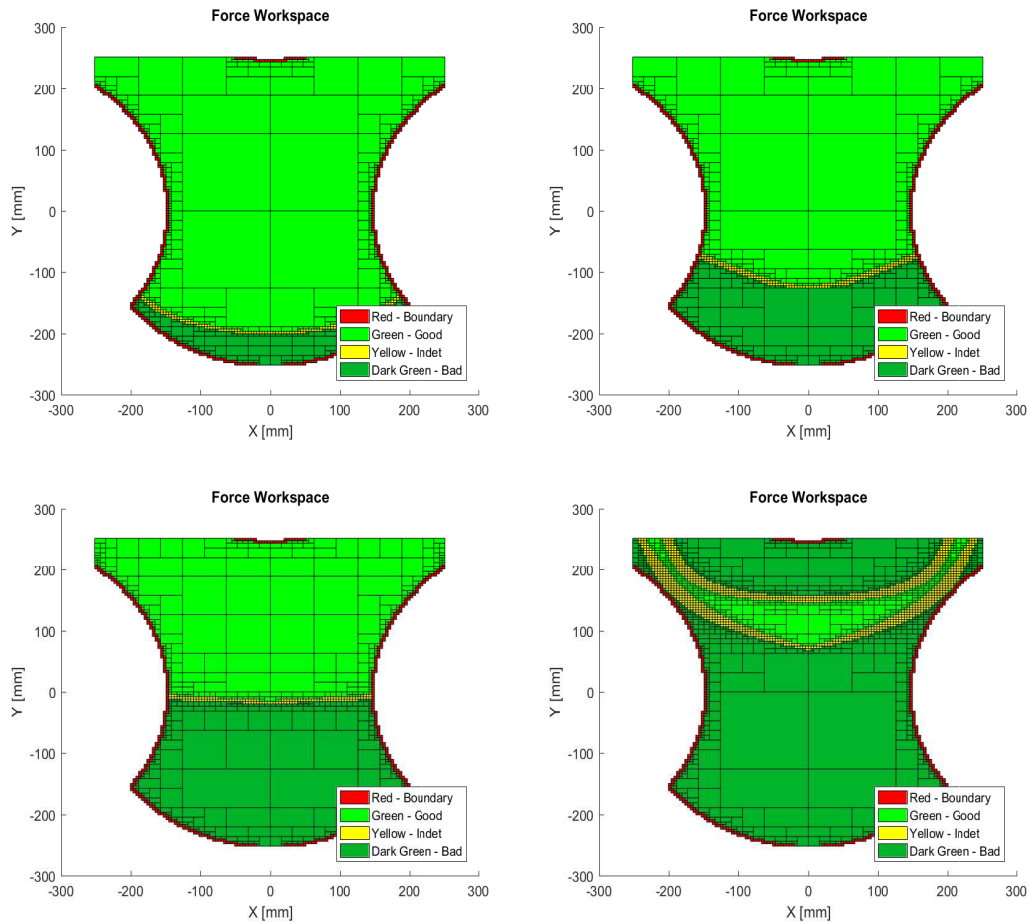 Force Workspace
300
200
100
0
-100
-200
-300
Y [mm]
-300 -200 -100 0 100 200 300
X [mm]
Red - Boundary
Green - Good
Yellow - Indet
Dark Green - Bad
Force Workspace
300
200
100
0
-100
-200
-300
Y [mm]
-300 -200 -100 0 100 200 300
X [mm]
Red - Boundary
Green - Good
Yellow - Indet
Dark Green - Bad
Force Workspace
300
200
100
0
-100
-200
-300
Y [mm]
-300 -200 -100 0 100 200 300
X [mm]
Red - Boundary
Green - Good
Yellow - Indet
Dark Green - Bad
Force Workspace
300
200
100
0
-100
-200
-300
Y [mm]
-300 -200 -100 0 100 200 300
X [mm]
Red - Boundary
Green - Good
Yellow - Indet
Dark Green - Bad